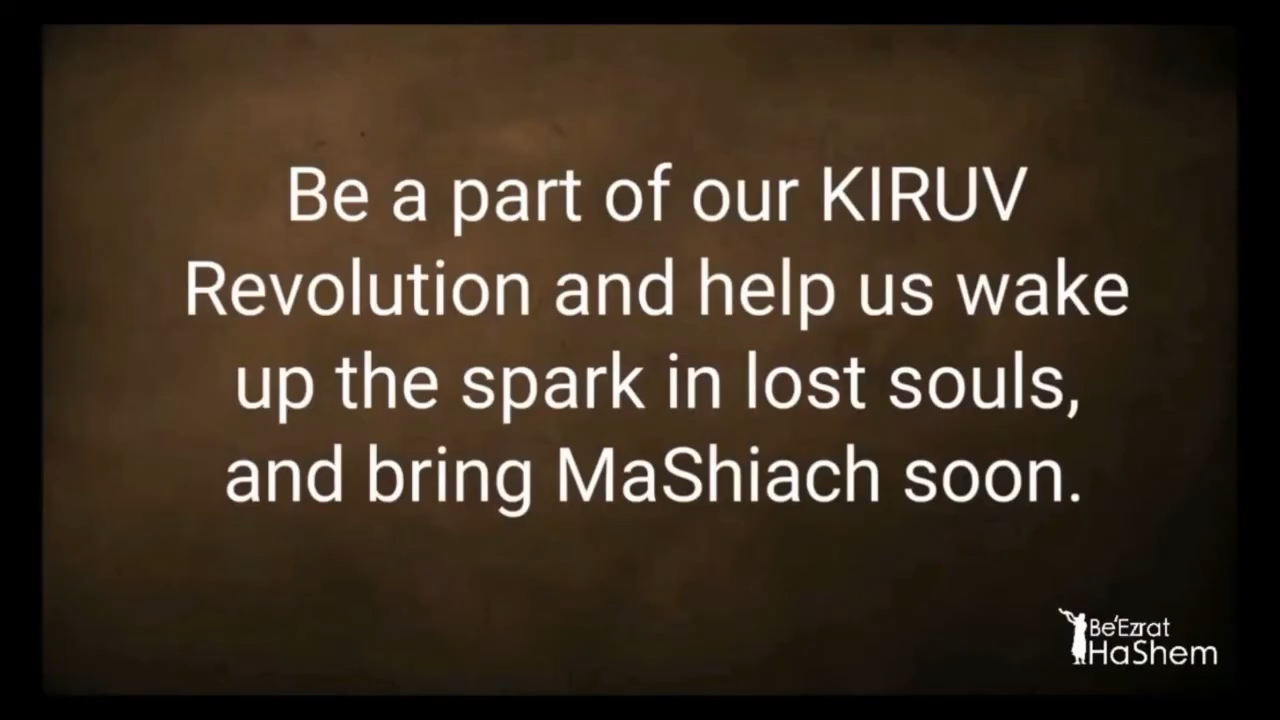 Be a part of our KIRUV
Revolution and help us wake
up the spark in lost souls,
and bring MaShiach soon.
Be'Ezrat
HaShem